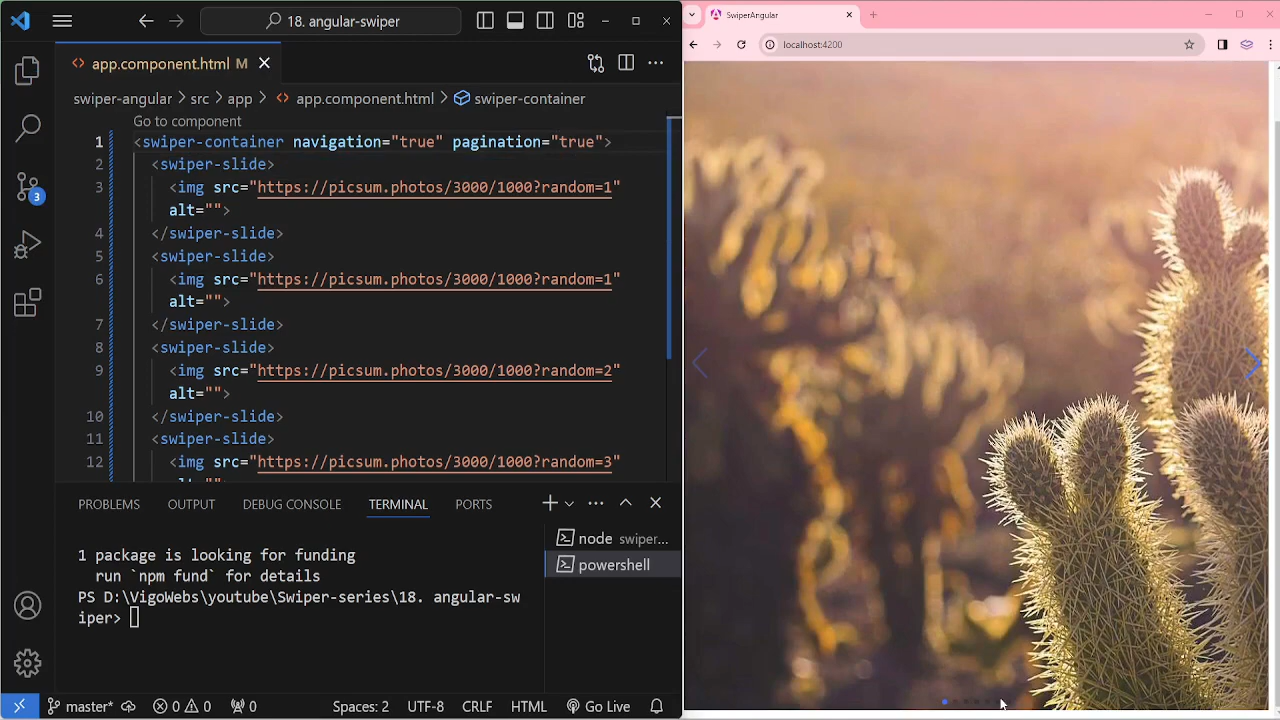 18. angular-swiper
app.component.html M
swiper-angular > src > app > app.component.html > swiper-container
Go to component
1 <swiper-container navigation="true" pagination="true">
2 <swiper-slide>
3 <img src="https://picsum.photos/3000/1000?random=1"
alt="">
4 </swiper-slide>
5 <swiper-slide>
6 <img src="https://picsum.photos/3000/1000?random=1"
alt="">
7 </swiper-slide>
8 <swiper-slide>
9 <img src="https://picsum.photos/3000/1000?random=2"
alt="">
10 </swiper-slide>
11 <swiper-slide>
12 <img src="https://picsum.photos/3000/1000?random=3"
3
PROBLEMS OUTPUT DEBUG CONSOLE TERMINAL PORTS
1 package is looking for funding
run `npm fund` for details
PS D:\VigoWebs\youtube\Swiper-series\18. angular-sw
iper>
node swiper...
powershell
master* 0 0 0 Spaces: 2 UTF-8 CRLF HTML Go Live
SwiperAngular
localhost:4200